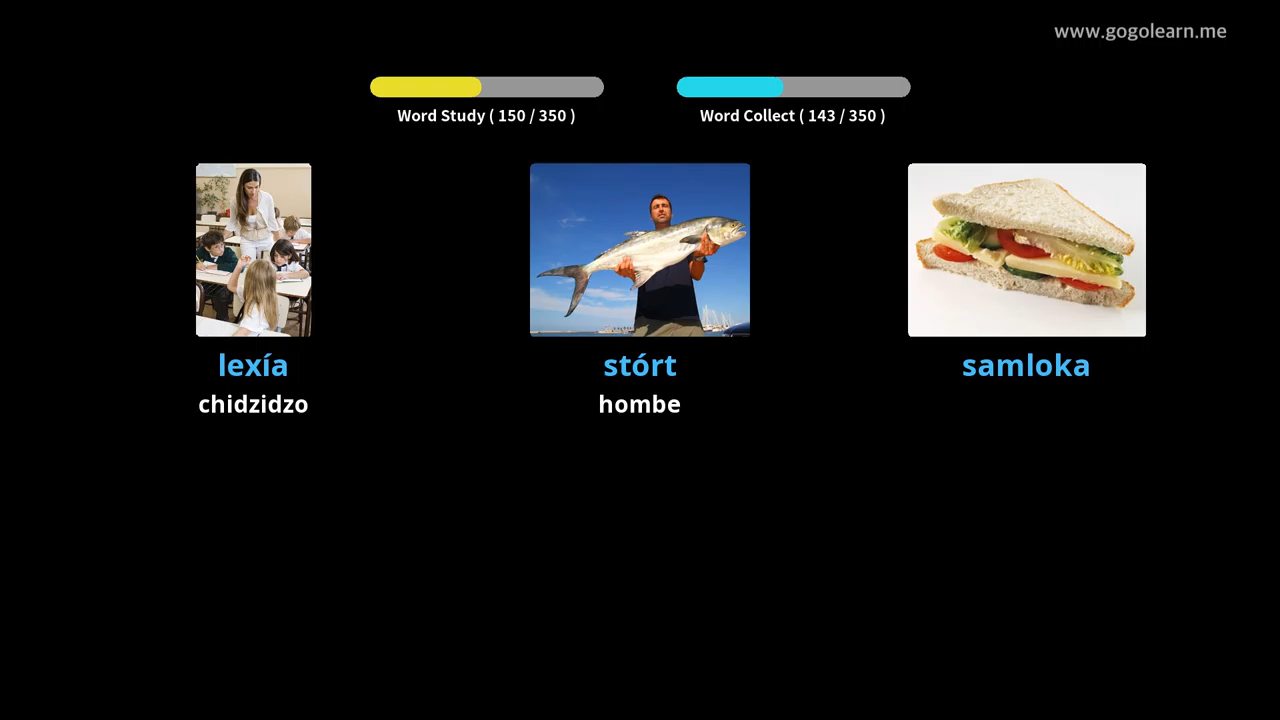 www.gogolearn.me
Word Study ( 150 / 350 )
Word Collect ( 143 / 350 )
lexía
stórt
samloka
chidzidzo
hombe